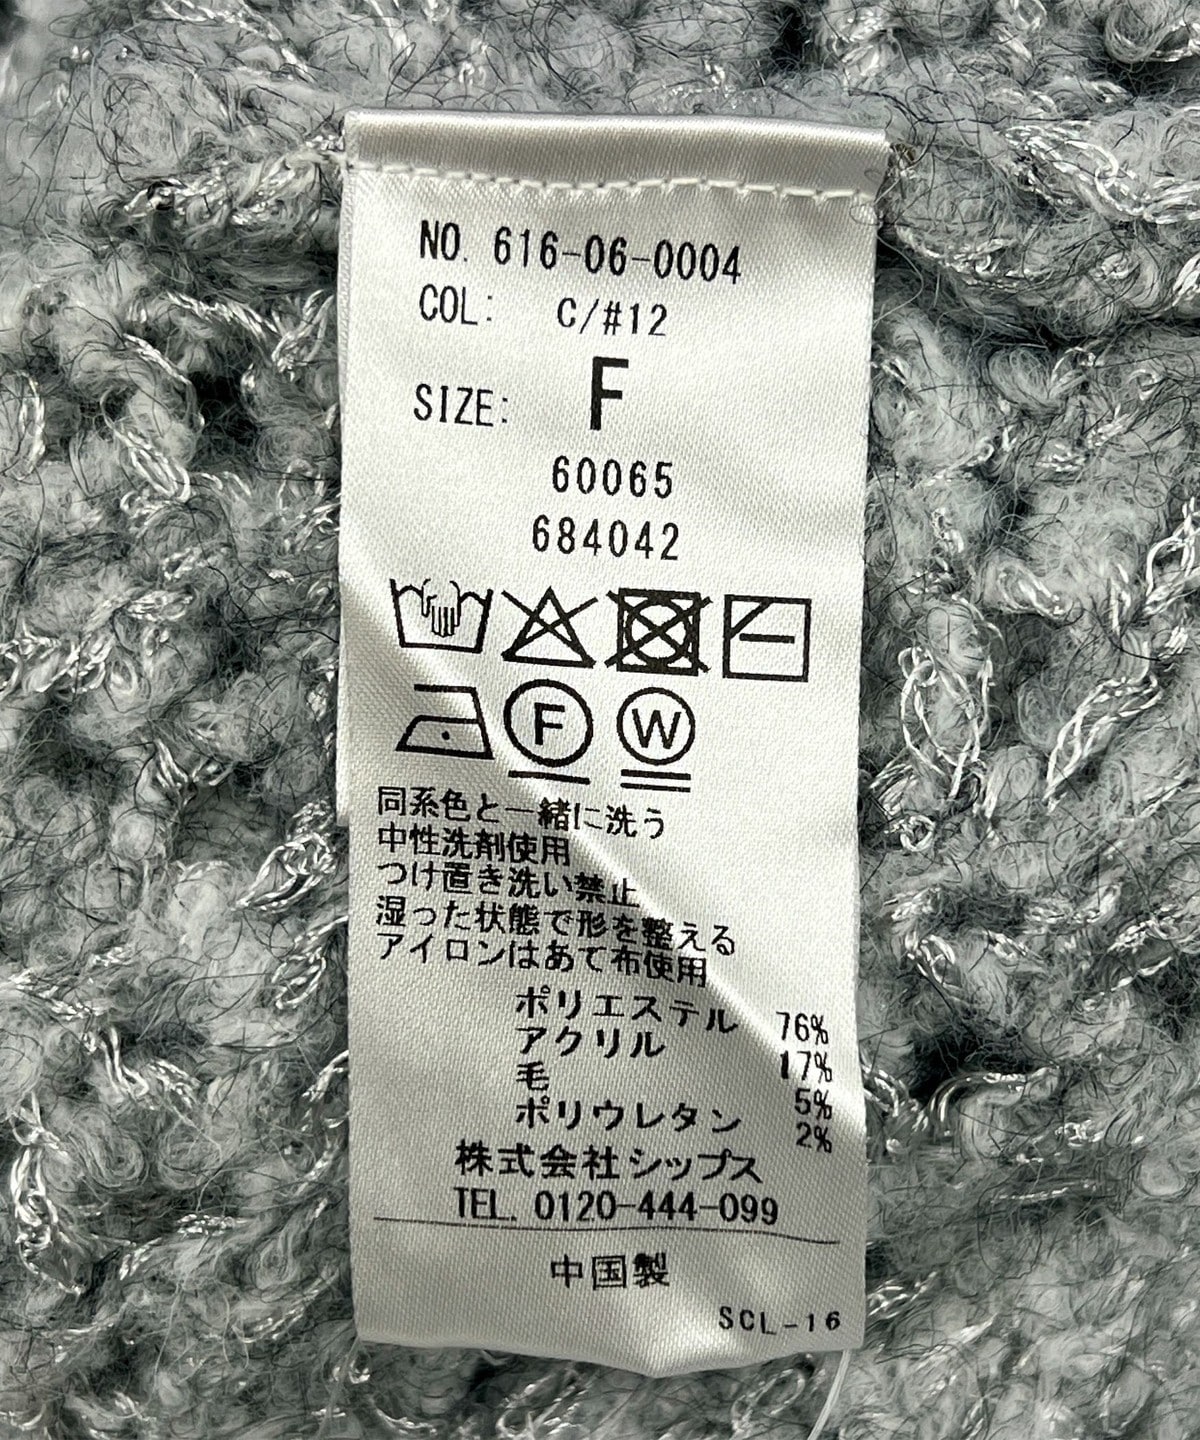 NO. 616-06-0004
COL: C/#12
SIZE: F
60065
684042
F W
同系色と一緒に洗う
中性洗剤使用
つけ置き洗い禁止
湿った状態で形を整える
アイロンはあて布使用
ポリエステル 76%
アクリル 17%
毛 5%
ポリウレタン 2%
株式会社シップス
TEL. 0120-444-099
中国製
SCL-16